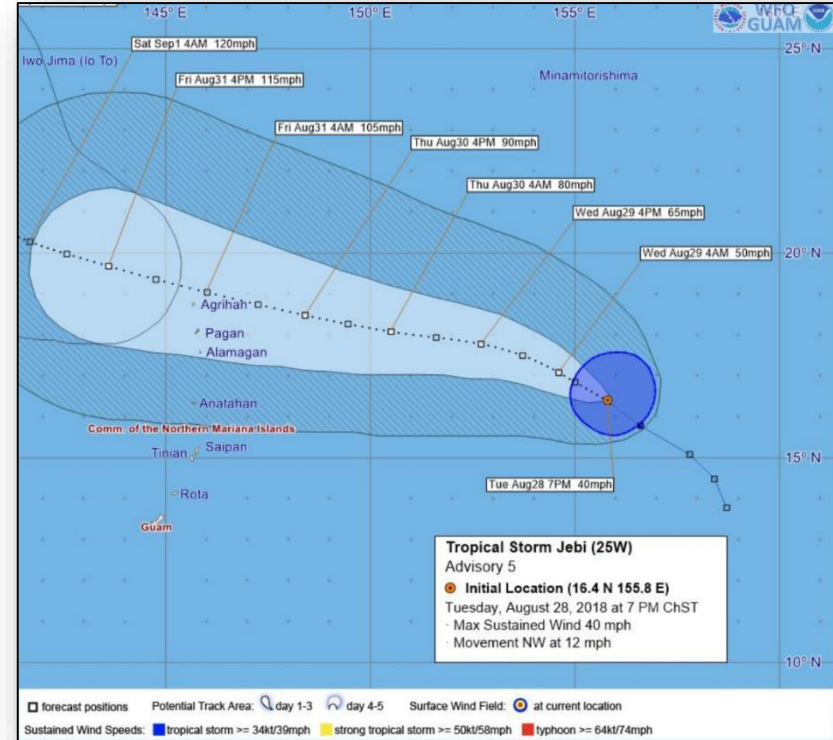 145° E
150° E
155° E
WFO
GUAM
25° N
Sat Sep1 4AM 120mph
Iwo Jima (Io To)
Fri Aug31 4PM 115mph
Minamitorishima
Fri Aug31 4AM 105mph
Thu Aug30 4PM 90mph
Thu Aug30 4AM 80mph
Wed Aug29 4PM 65mph
Wed Aug29 4AM 50mph
20° N
Agrihah
Pagan
Alamagan
Anatahan
Comm. of the Northern Mariana Islands
Saipan
Tinian
15° N
Tue Aug28 7PM 40mph
Rota
Guam
Tropical Storm Jebi (25W)
Advisory 5
Initial Location (16.4 N 155.8 E)
Tuesday, August 28, 2018 at 7 PM ChST
· Max Sustained Wind 40 mph
· Movement NW at 12 mph
10° N
forecast positions Potential Track Area: day 1-3 day 4-5 Surface Wind Field: at current location
Sustained Wind Speeds: tropical storm >= 34kt/39mph strong tropical storm >= 50kt/58mph typhoon >= 64kt/74mph